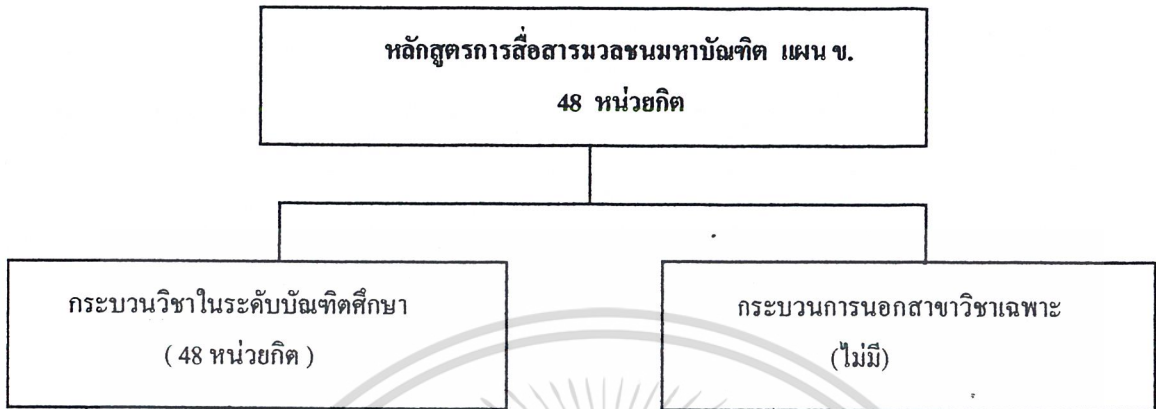 หลักสูตรการสื่อสารมวลชนมหาบัณฑิต แผน ข.
48 หน่วยกิต
กระบวนวิชาในระดับบัณฑิตศึกษา
( 48 หน่วยกิต )
กระบวนการนอกสาขาวิชาเฉพาะ
(ไม่มี)